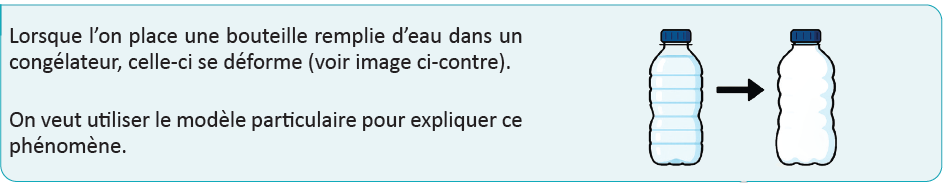 Lorsque l’on place une bouteille remplie d’eau dans un
congélateur, celle-ci se déforme (voir image ci-contre).
On veut utiliser le modèle particulaire pour expliquer ce
phénomène.